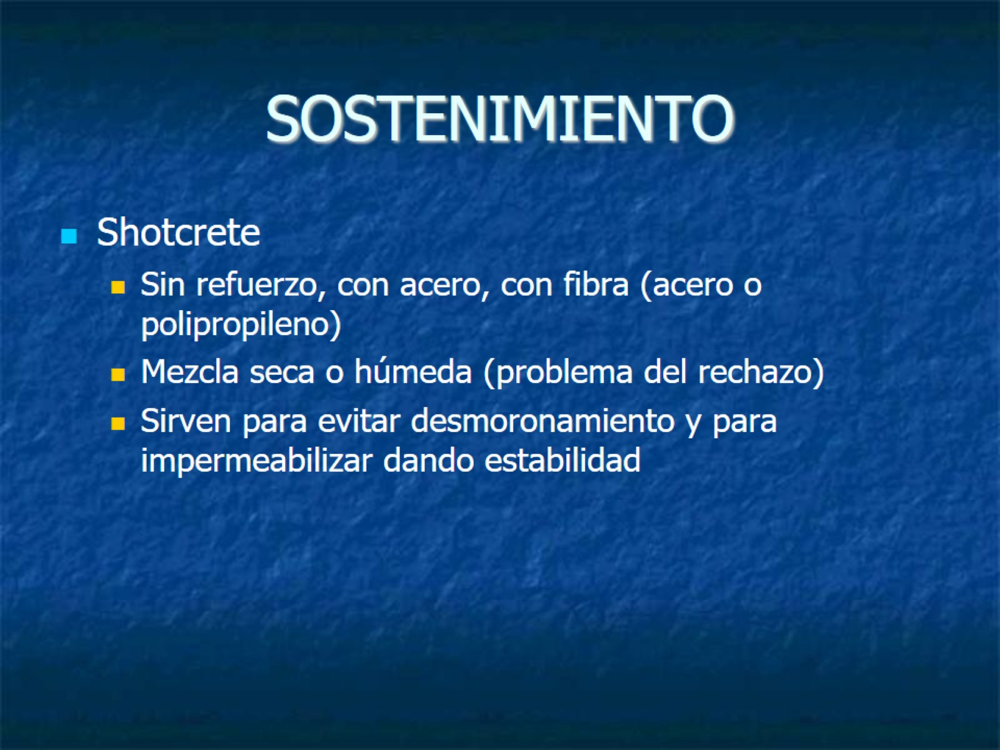 SOSTENIMIENTO
Shotcrete
Sin refuerzo, con acero, con fibra (acero o
polipropileno)
Mezcla seca o húmeda (problema del rechazo)
Sirven para evitar desmoronamiento y para
impermeabilizar dando estabilidad